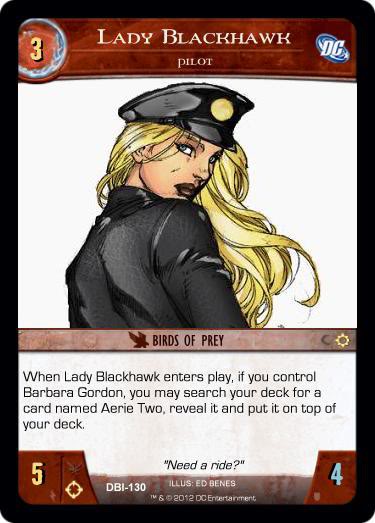 3
LADY BLACKHAWK
DC
PILOT
BIRDS OF PREY
When Lady Blackhawk enters play, if you control
Barbara Gordon, you may search your deck for a
card named Aerie Two, reveal it and put it on top of
your deck.
"Need a ride?"
5
DBI-130
ILLUS: ED BENES
4
™ & © 2012 DC Entertainment